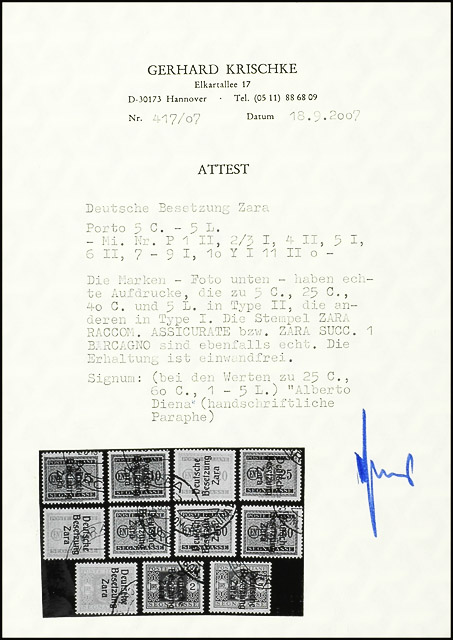 GERHARD KRISCHKE
Elkartallee 17
D-30173 Hannover · Tel. (05 11) 88 68 09
Nr. 417/07 Datum 18.9.2007
ATTEST
Deutsche Besetzung Zara
Porto 5 C. - 5 L.
- Mi. Nr. P 1 II, 2/3 I, 4 II, 5 I,
6 II, 7 - 9 I, 10 Y I 11 II o -
Die Marken - Foto unten - haben ech-
te Aufdrucke, die zu 5 C., 25 C.,
40 C. und 5 L. in Type II, die an-
deren in Type I. Die Stempel ZARA
RACCOM. ASSICURATE bzw. ZARA SUCC. 1
BARCAGNO sind ebenfalls echt. Die
Erhaltung ist einwandfrei.
Signum: (bei den Werten zu 25 C.,
60 C., 1 - 5 L.) "Alberto
Diena" (handschriftliche
Paraphe)
Deutsche
Besetzung
Zara
25
SEGNATASSE
Deutsche
Besetzung
Zara
Deutsche
Besetzung
Zara
2
SEGNATASSE